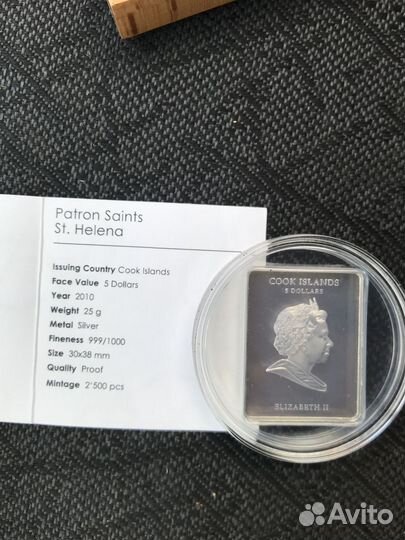 Patron Saints
St. Helena
Issuing Country Cook Islands
Face Value 5 Dollars
Year 2010
Weight 25 g
Metal Silver
Fineness 999/1000
Size 30x38 mm
Quality Proof
Mintage 2'500 pcs
COOK ISLANDS
5 DOLLARS
ELIZABETH II
Avito